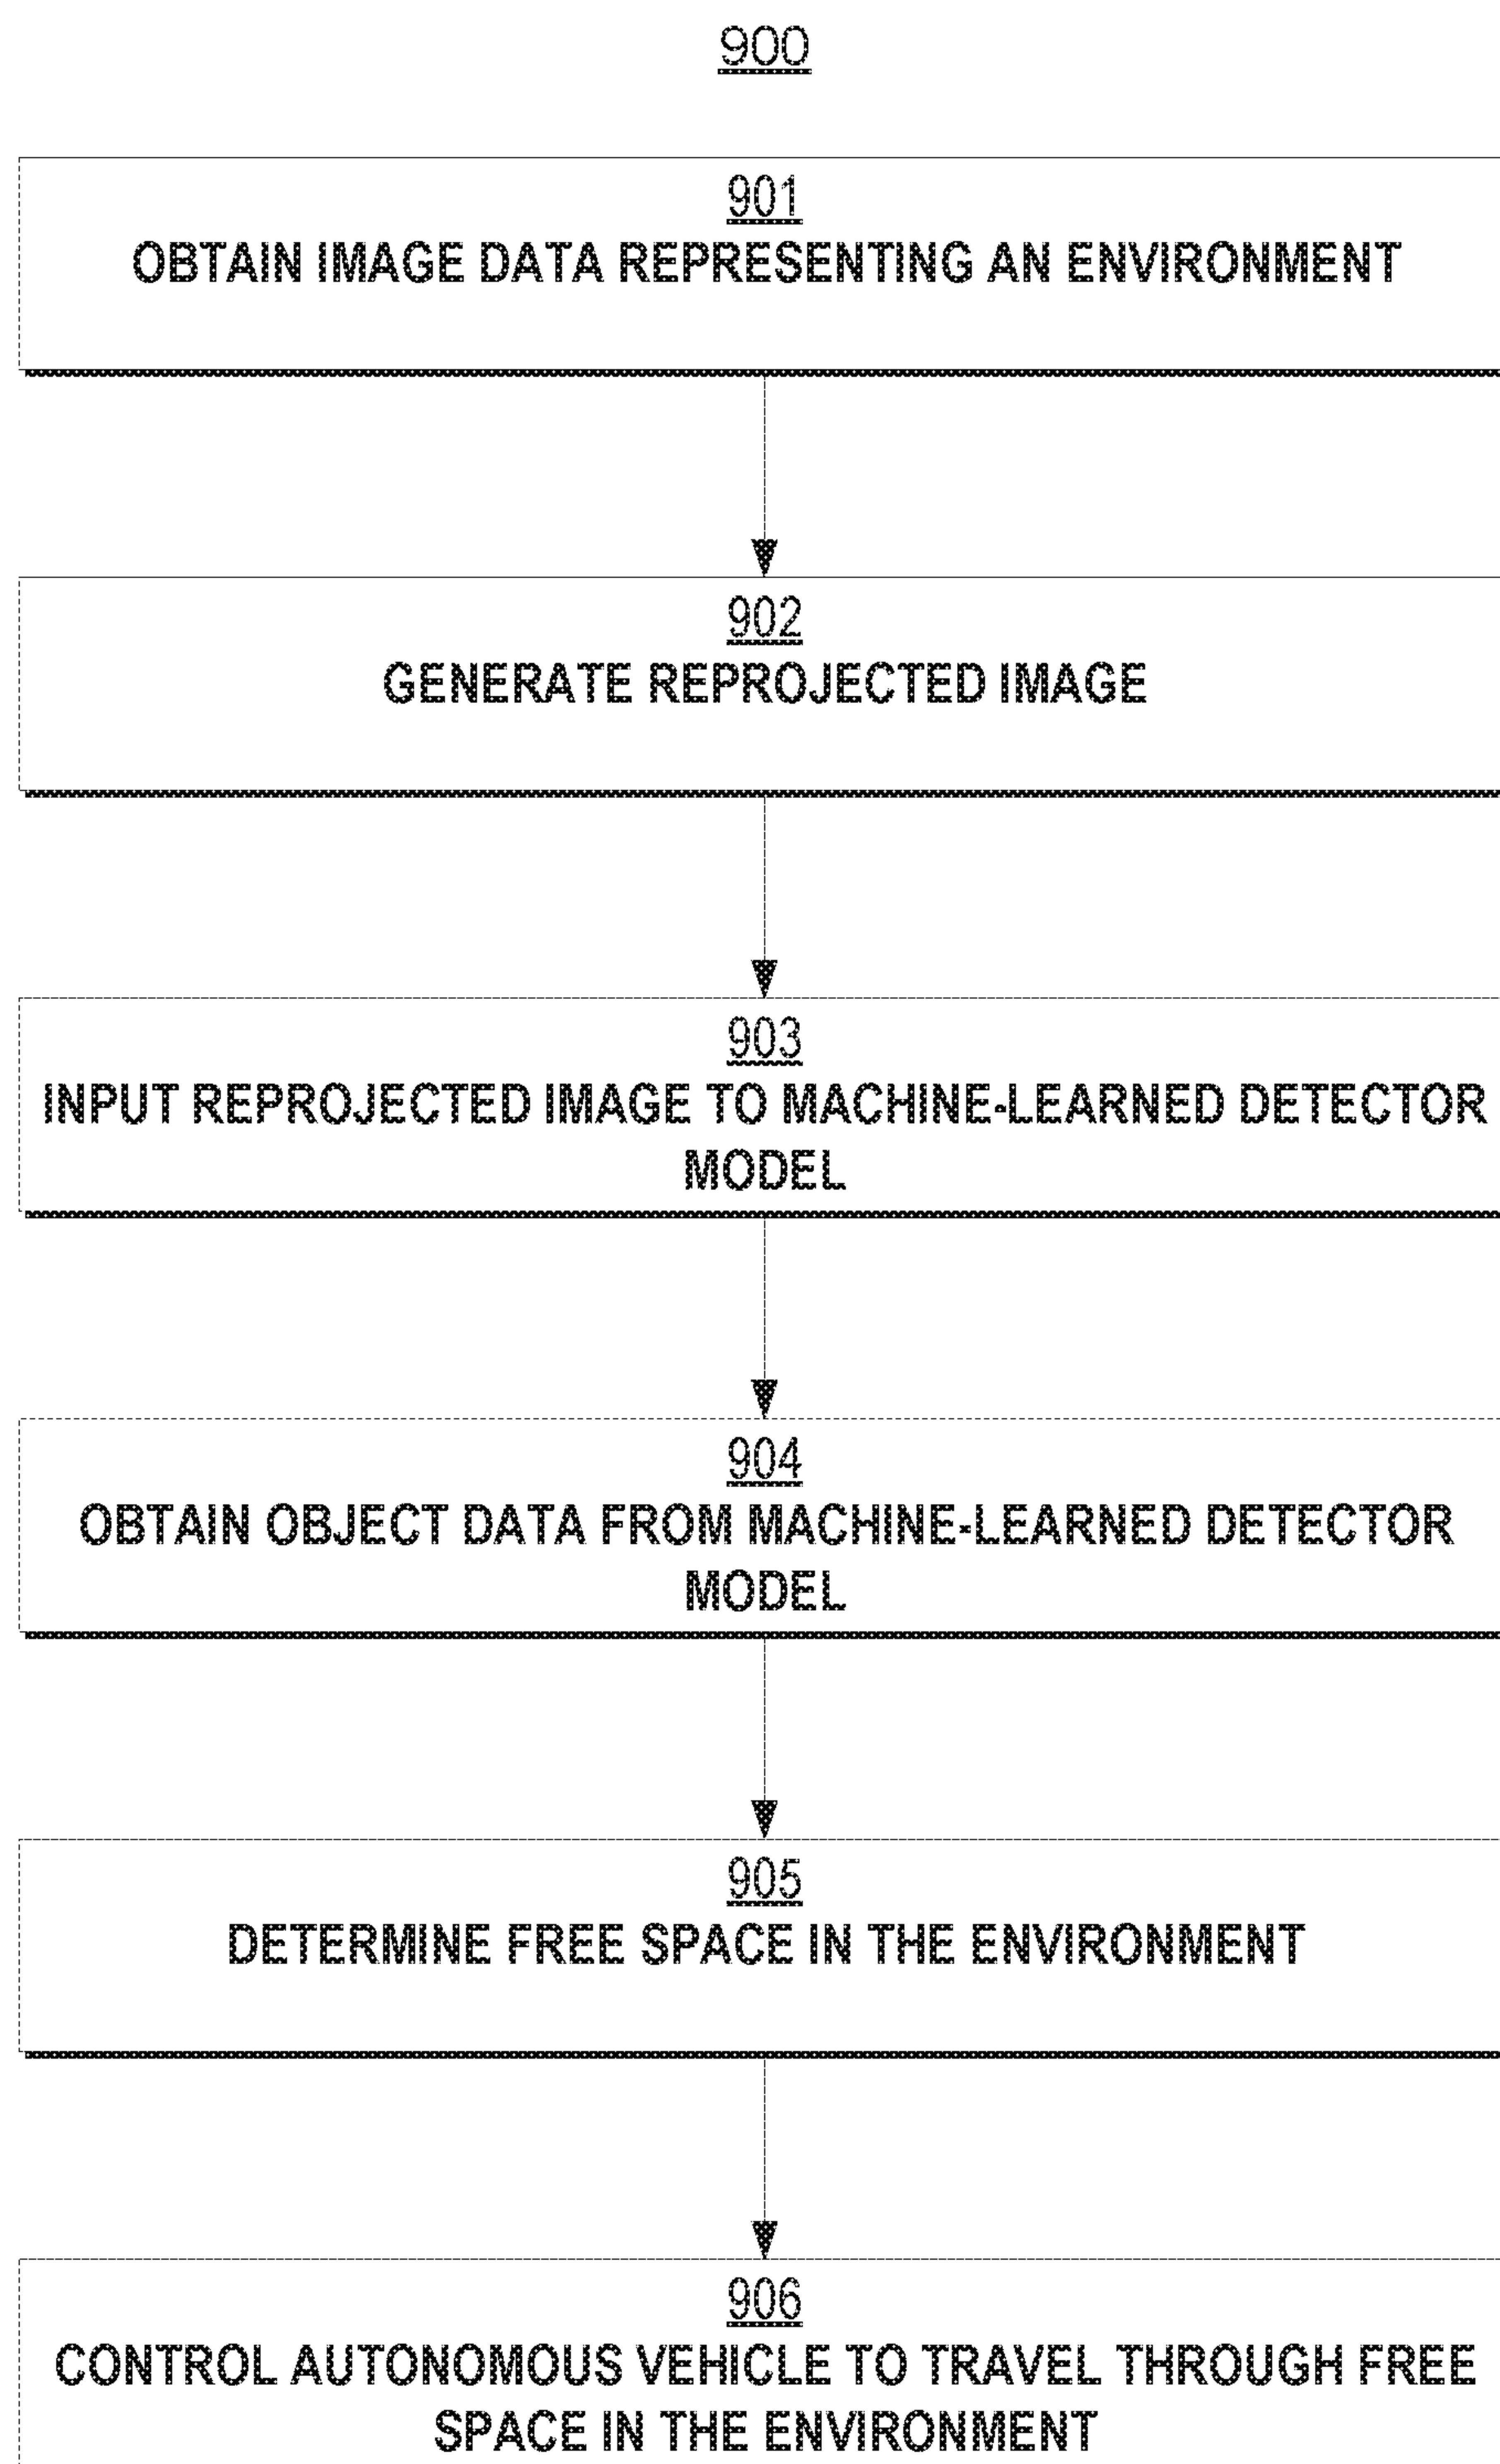 900
901
OBTAIN IMAGE DATA REPRESENTING AN ENVIRONMENT
902
GENERATE REPROJECTED IMAGE
903
INPUT REPROJECTED IMAGE TO MACHINE-LEARNED DETECTOR
MODEL
904
OBTAIN OBJECT DATA FROM MACHINE-LEARNED DETECTOR
MODEL
905
DETERMINE FREE SPACE IN THE ENVIRONMENT
906
CONTROL AUTONOMOUS VEHICLE TO TRAVEL THROUGH FREE
SPACE IN THE ENVIRONMENT